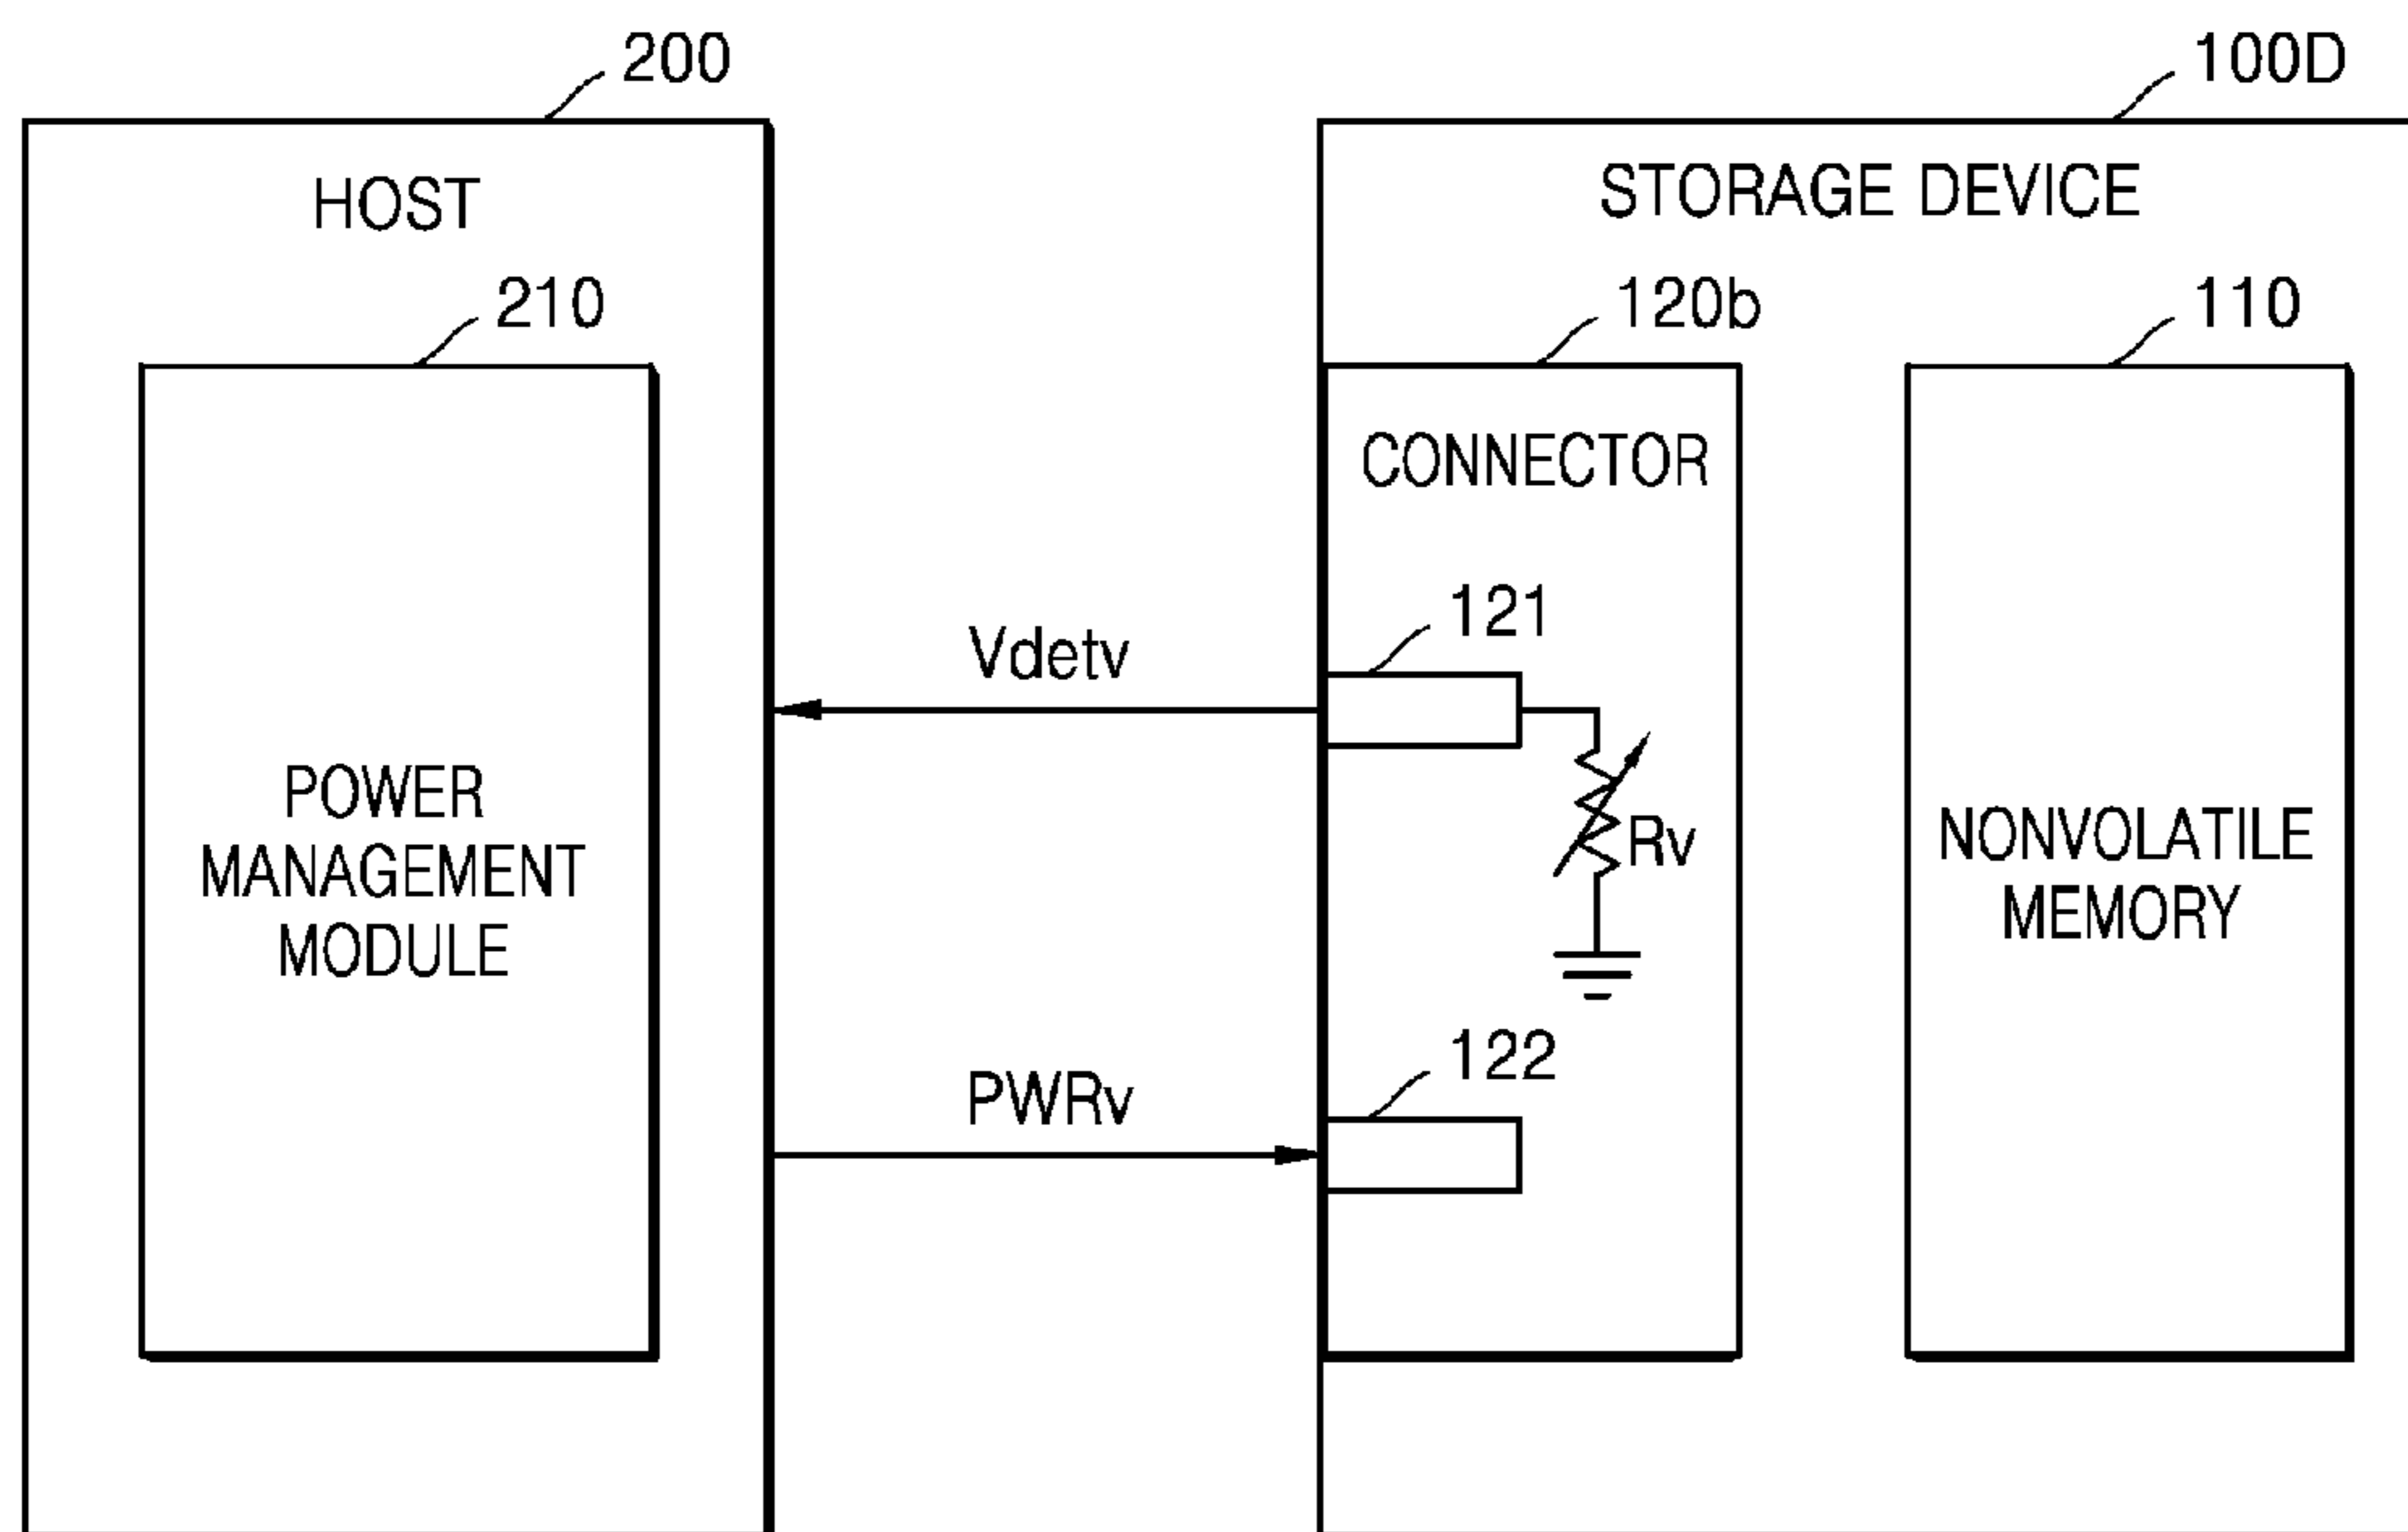 200
100D
HOST
STORAGE DEVICE
210
120b
110
CONNECTOR
121
Vdetv
POWER
MANAGEMENT
MODULE
Rv
NONVOLATILE
MEMORY
122
PWRv